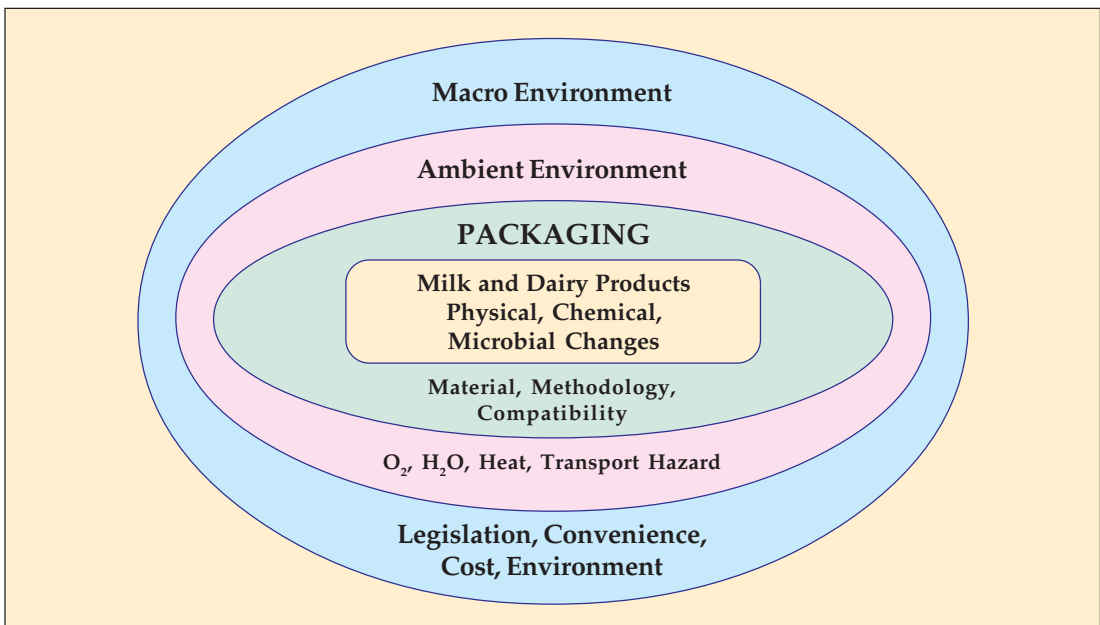 Macro Environment
Ambient Environment
PACKAGING
Milk and Dairy Products
Physical, Chemical,
Microbial Changes
Material, Methodology,
Compatibility
O₂, H₂O, Heat, Transport Hazard
Legislation, Convenience,
Cost, Environment